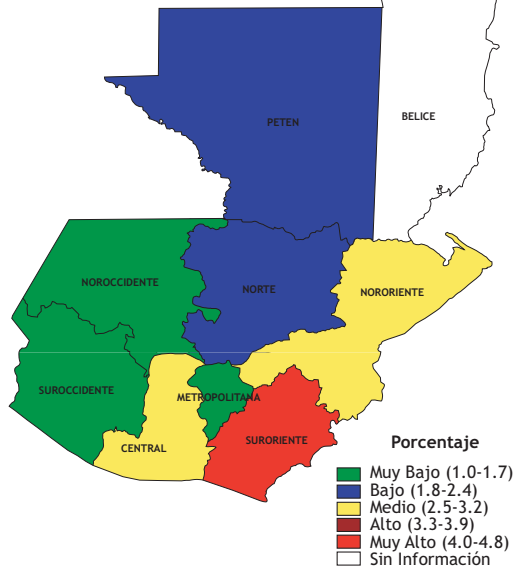 PETEN
BELICE
NOROCCIDENTE
NORTE
NORORIENTE
SUROCCIDENTE
METROPOLITANA
CENTRAL
SURORIENTE
Porcentaje
Muy Bajo (1.0-1.7)
Bajo (1.8-2.4)
Medio (2.5-3.2)
Alto (3.3-3.9)
Muy Alto (4.0-4.8)
Sin Información